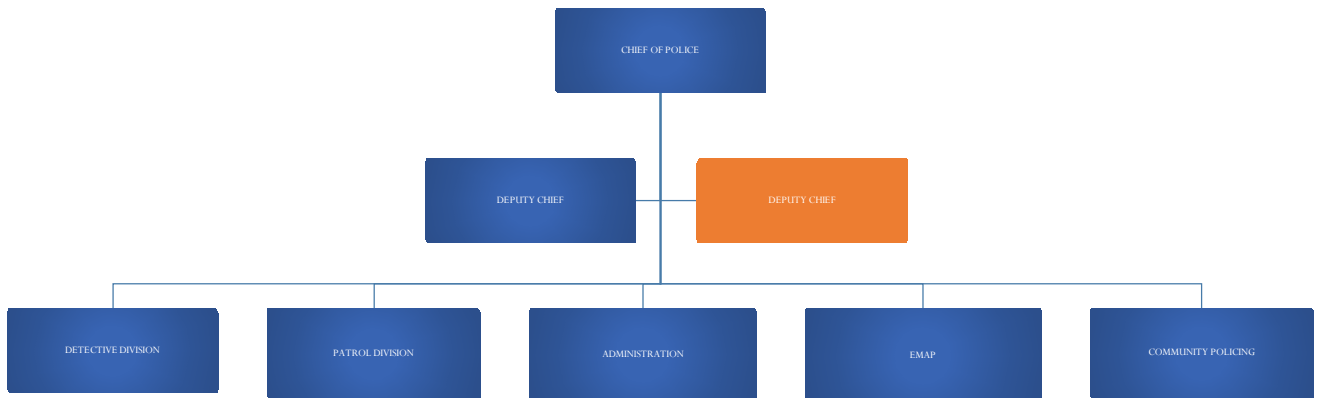 CHIEF OF POLICE
DEPUTY CHIEF
DEPUTY CHIEF
DETECTIVE DIVISION
PATROL DIVISION
ADMINISTRATION
EMAP
COMMUNITY POLICING